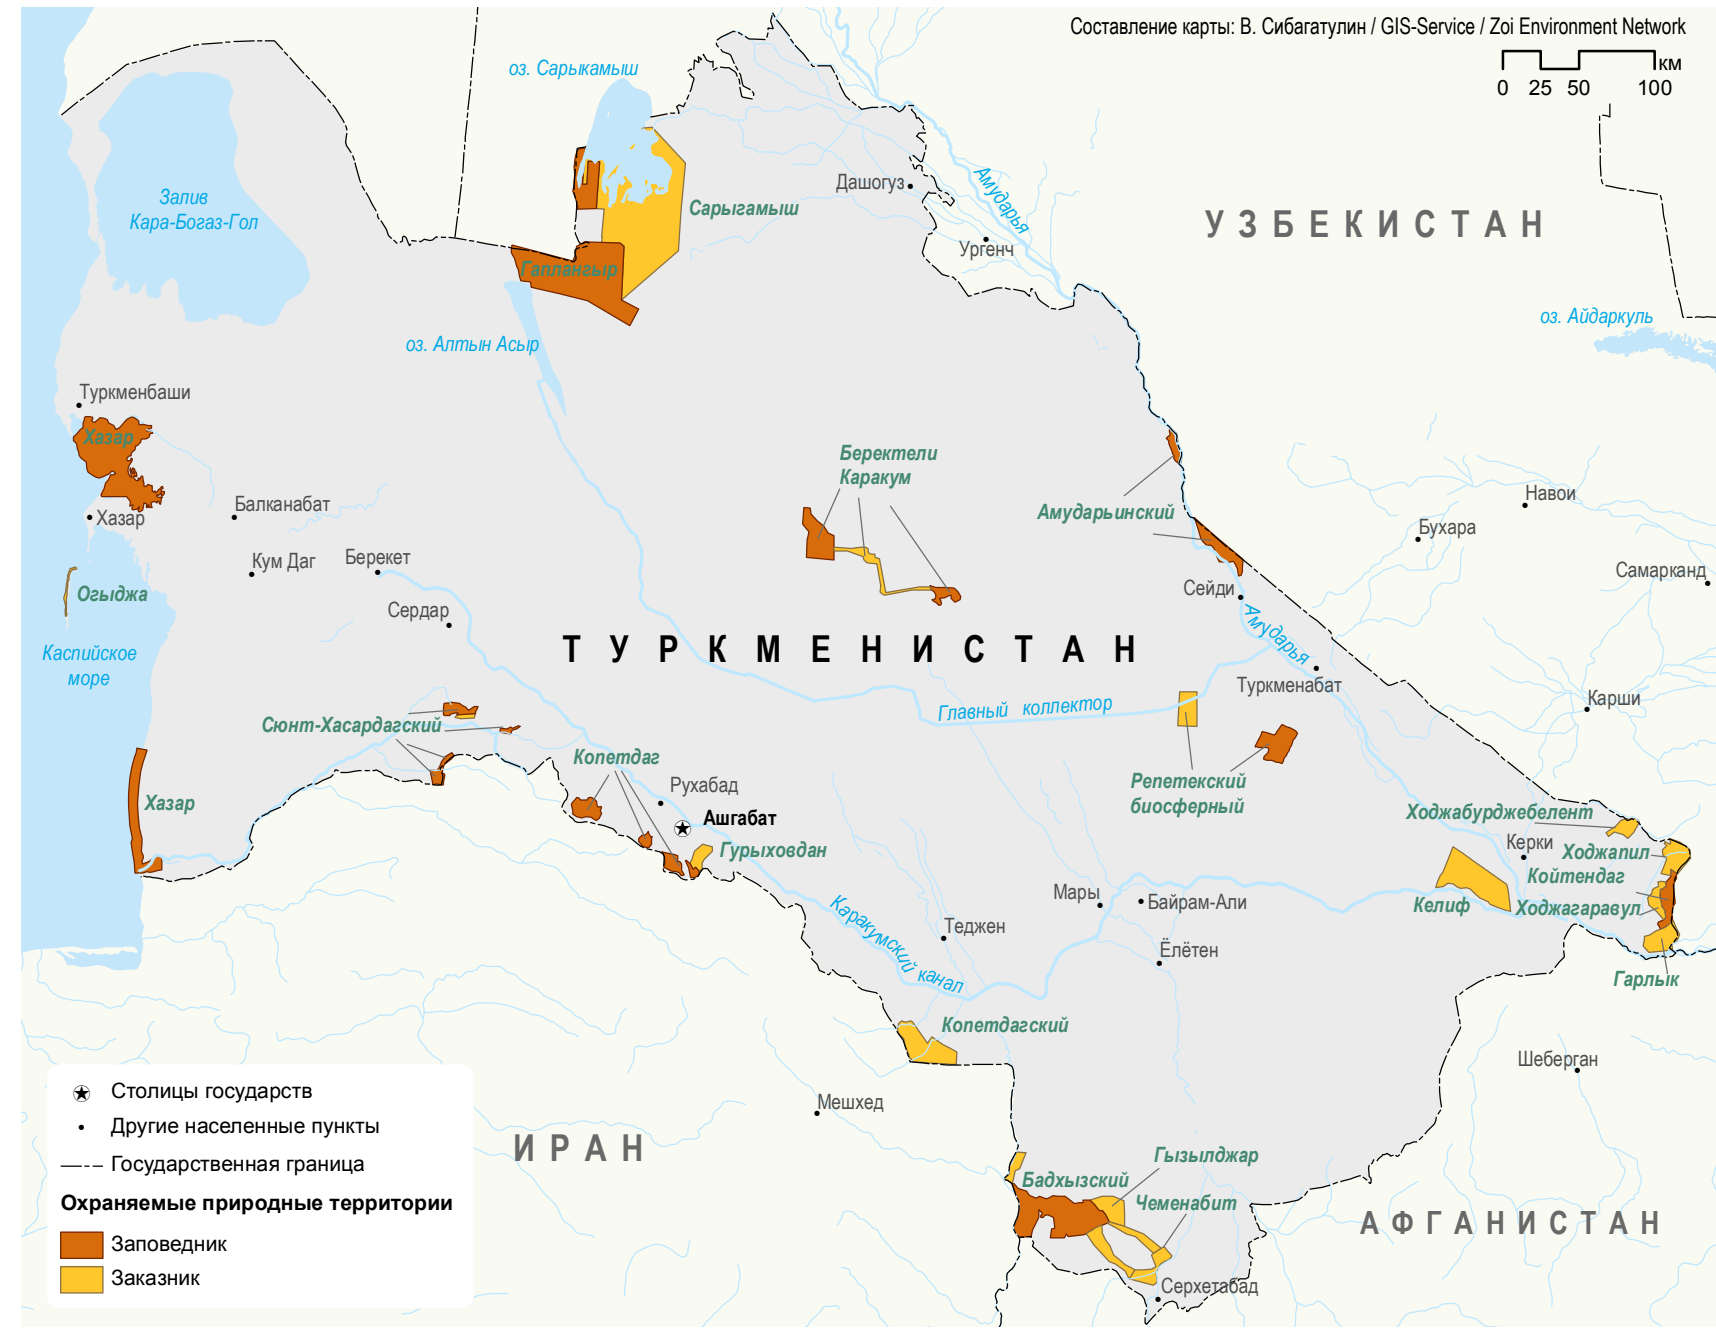 Составление карты: В. Сибагатулин / GIS-Service / Zoi Environment Network
км
0 25 50 100
оз. Сарыкамыш
Залив
Кара-Богаз-Гол
Дашогуз
Амударья
Сарыгамыш
УЗБЕКИСТАН
Ургенч
Гаплангыр
оз. Айдаркуль
оз. Алтын Асыр
Туркменбаши
Хазар
Беректели
Каракум
Навои
Балканабат
Хазар
Амударьинский
Бухара
Кум Даг
Берекет
Самарканд
Огыджа
Сейди
Сердар
Амударья
ТУРКМЕНИСТАН
Каспийское
море
Туркменабат
Карши
Главный коллектор
Сюнт-Хасардагский
Копетдаг
Рухабад
Репетекский
биосферный
Хазар
Ашгабат
Ходжабурджебелент
Гурыховдан
Керки
Ходжапил
Койтендаг
Мары
Байрам-Али
Келиф
Ходжагаравул
Каракумский канал
Теджен
Ёлётен
Гарлык
Копетдагский
Шеберган
Мешхед
ИРАН
Гызылджар
Бадхызский
Чеменабит
АФГАНИСТАН
Серхетабад
Столицы государств
Другие населенные пункты
Государственная граница
Охраняемые природные территории
Заповедник
Заказник